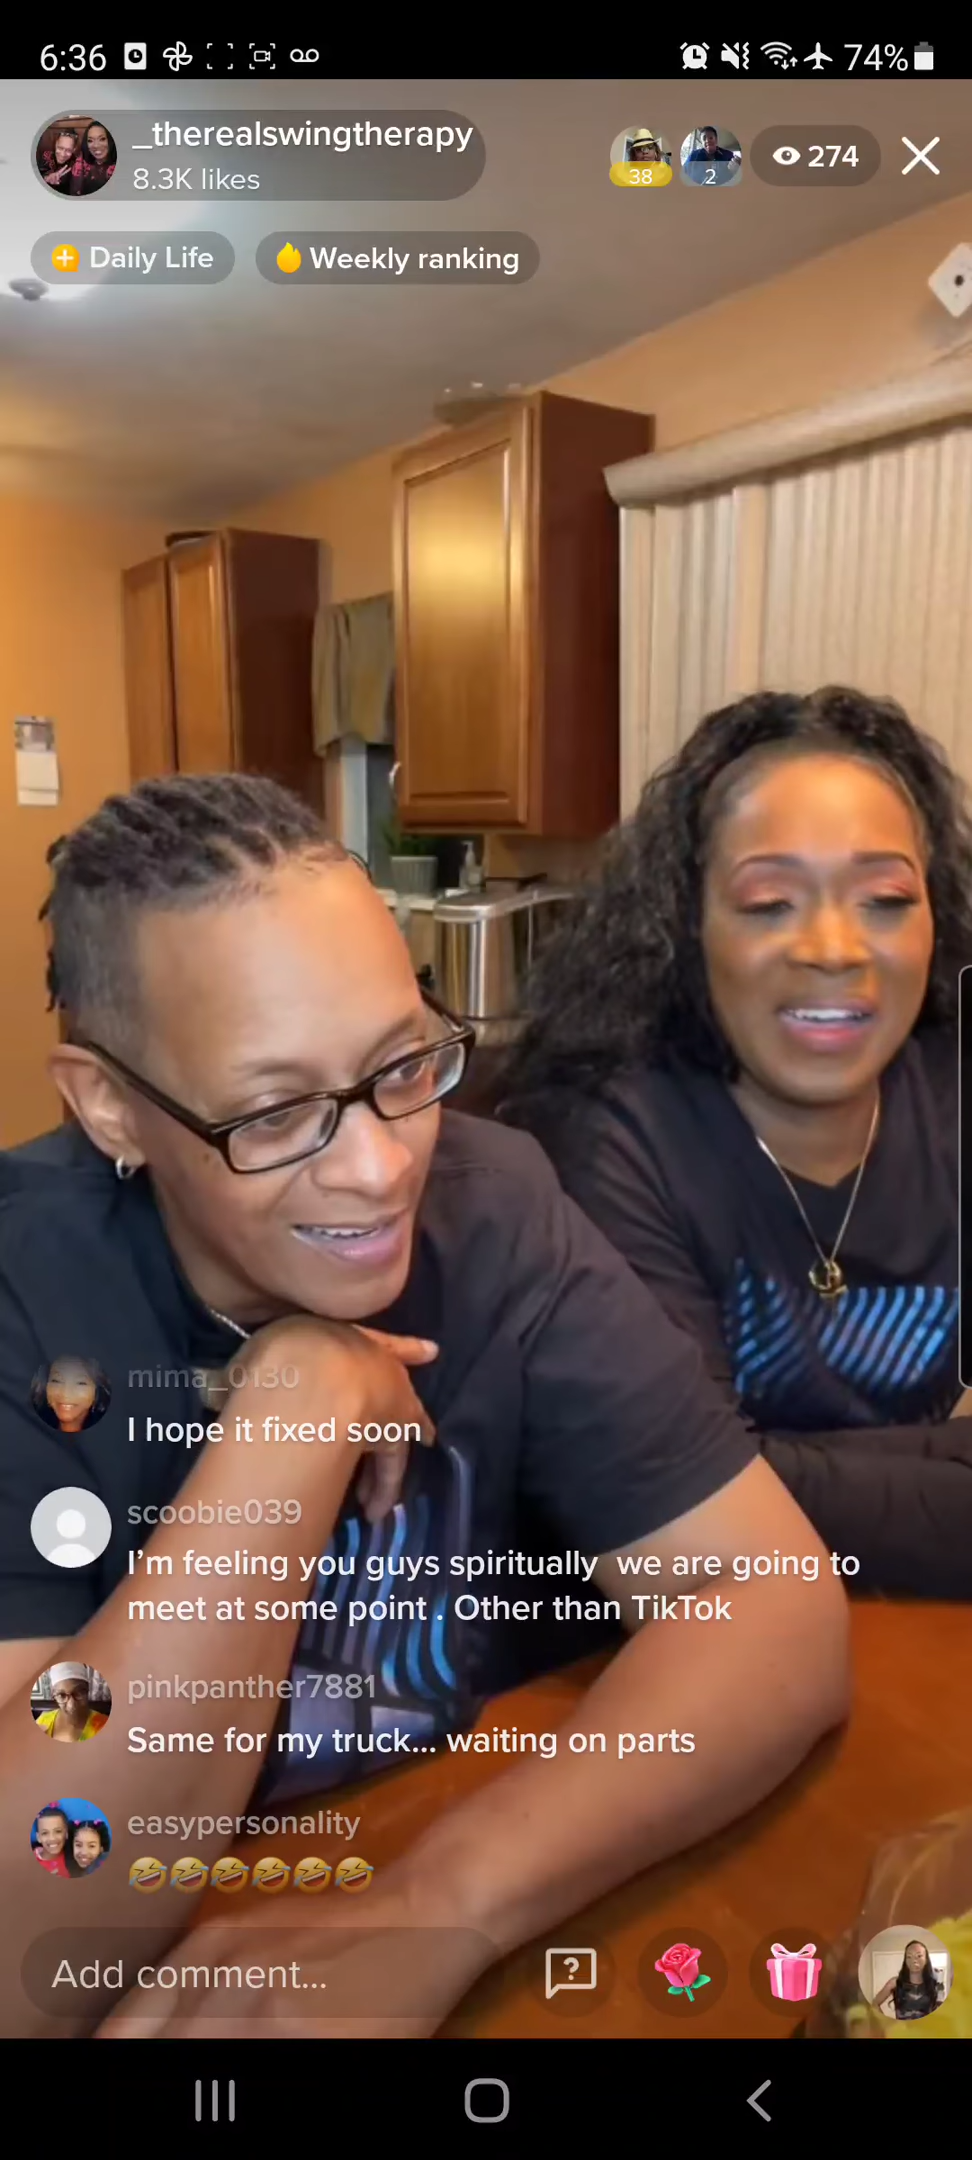 6:36
74%
_therealswingtherapy
8.3K likes
38
2
274
Daily Life
Weekly ranking
mima_0130
I hope it fixed soon
scoobie039
I'm feeling you guys spiritually  we are going to
meet at some point . Other than TikTok
pinkpanther7881
Same for my truck... waiting on parts
easypersonality
🤣🤣🤣🤣🤣🤣
Add comment...
?